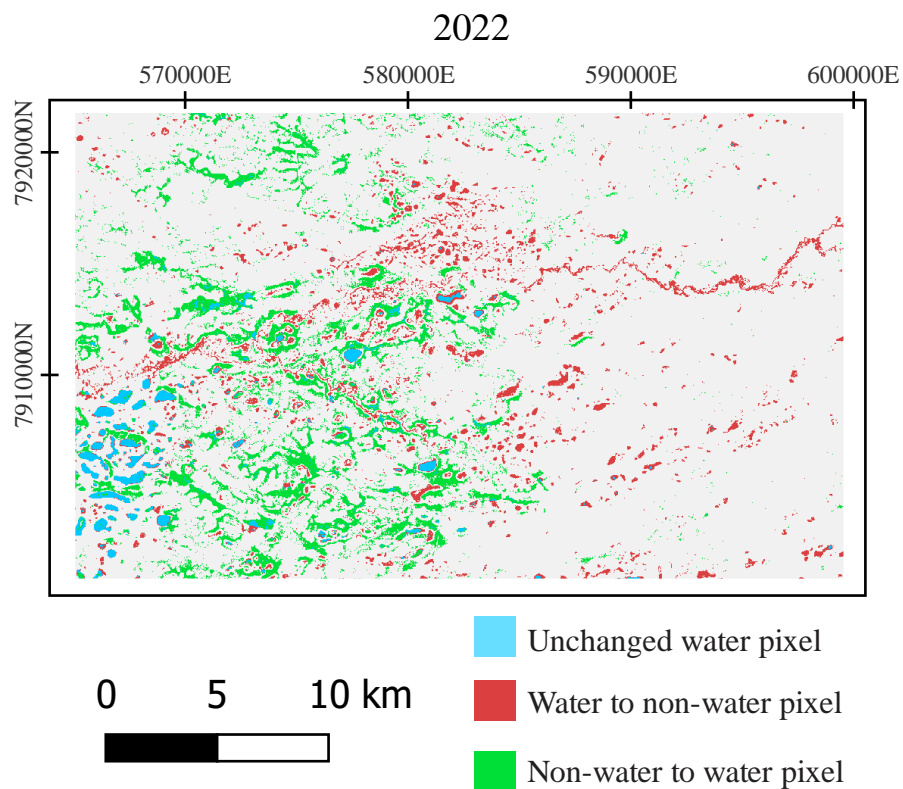 2022
570000E 580000E 590000E 600000E
7920000N
7910000N
Unchanged water pixel
0 5 10 km
Water to non-water pixel
Non-water to water pixel